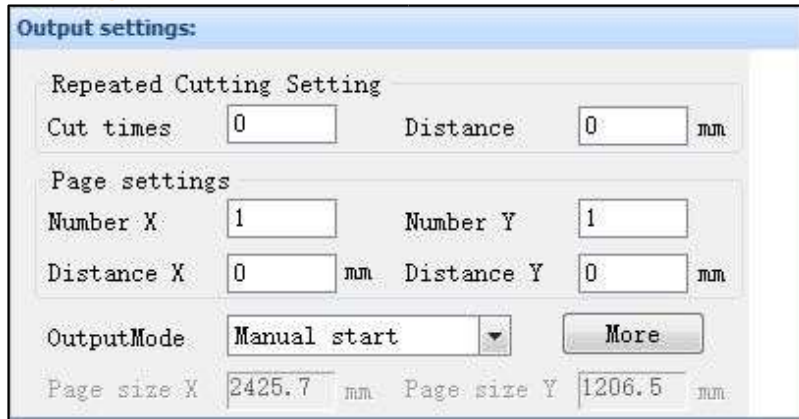 Output settings:
Repeated Cutting Setting
Cut times 0 Distance 0 mm
Page settings
Number X 1 Number Y 1
Distance X 0 mm Distance Y 0 mm
OutputMode Manual start More
Page size X 2425.7 mm Page size Y 1206.5 mm